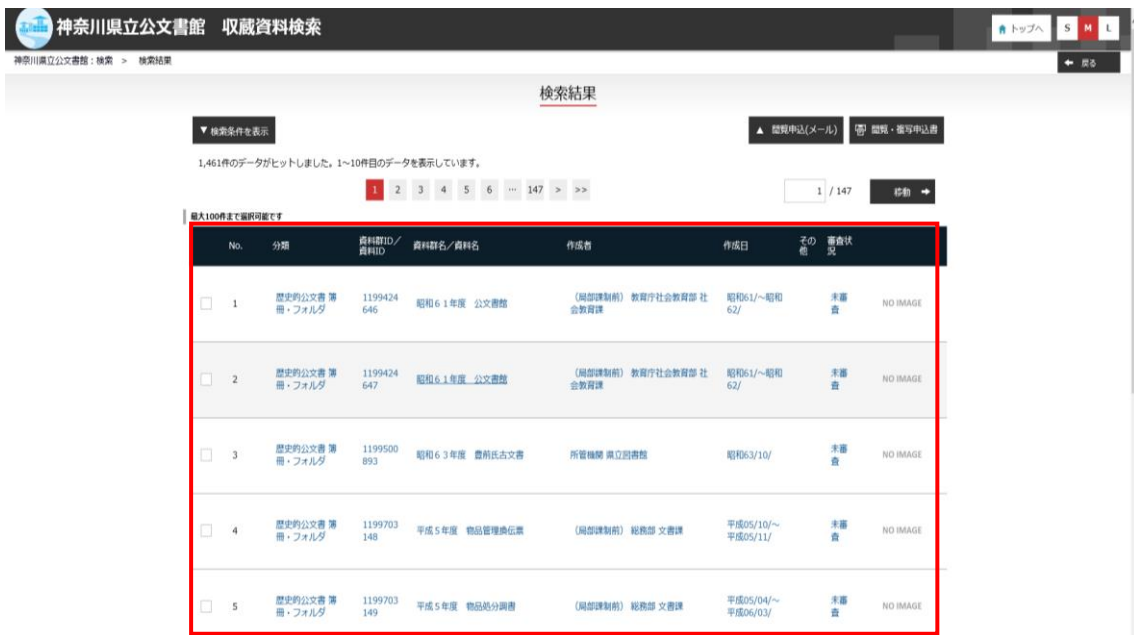 神奈川県立公文書館　収蔵資料検索
トップへ S M L
神奈川県立公文書館：検索 > 検索結果
← 戻る
検索結果
▼ 検索条件を表示
▲ 閲覧申込(メール)
閲覧・複写申込書
1,461件のデータがヒットしました。1～10件目のデータを表示しています。
1 2 3 4 5 6 … 147 > >>
1 / 147
移動 →
最大100件まで選択可能です
No. 分類 資料群ID／資料ID 資料群名／資料名 作成者 作成日 その他 審査状況
1 歴史的公文書 簿冊・フォルダ 1199424646 昭和６１年度　公文書館 （局部課制前） 教育庁社会教育部 社会教育課 昭和61/～昭和62/ 未審査 NO IMAGE
2 歴史的公文書 簿冊・フォルダ 1199424647 昭和６１年度　公文書館 （局部課制前） 教育庁社会教育部 社会教育課 昭和61/～昭和62/ 未審査 NO IMAGE
3 歴史的公文書 簿冊・フォルダ 1199500893 昭和６３年度　豊前氏古文書 所管機関 県立図書館 昭和63/10/ 未審査 NO IMAGE
4 歴史的公文書 簿冊・フォルダ 1199703148 平成５年度　物品管理換伝票 （局部課制前） 総務部 文書課 平成05/10/～平成05/11/ 未審査 NO IMAGE
5 歴史的公文書 簿冊・フォルダ 1199703149 平成５年度　物品処分調書 （局部課制前） 総務部 文書課 平成05/04/～平成06/03/ 未審査 NO IMAGE